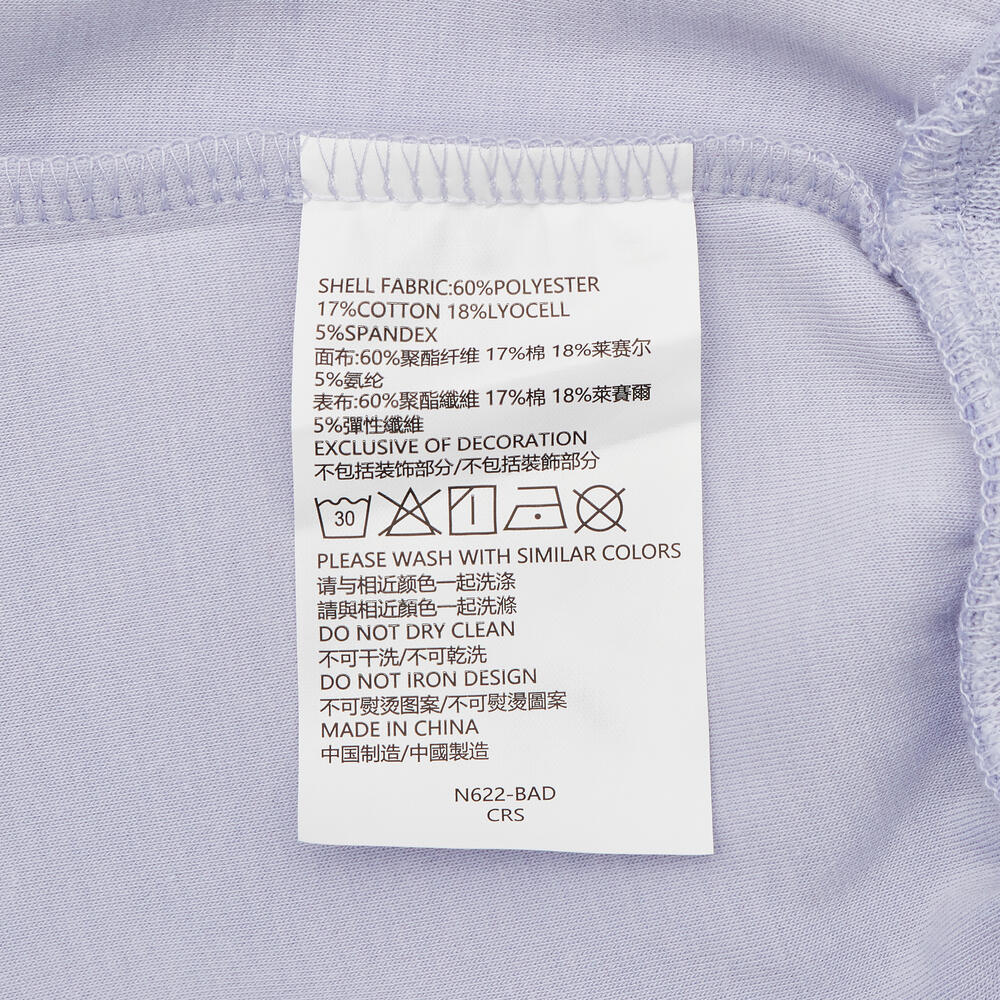 SHELL FABRIC:60%POLYESTER
17%COTTON 18%LYOCELL
5%SPANDEX
面布:60%聚酯纤维 17%棉 18%莱赛尔
5%氨纶
表布:60%聚酯纖維 17%棉 18%萊賽爾
5%彈性纖維
EXCLUSIVE OF DECORATION
不包括装饰部分/不包括裝飾部分
30
PLEASE WASH WITH SIMILAR COLORS
请与相近颜色一起洗涤
請與相近顏色一起洗滌
DO NOT DRY CLEAN
不可干洗/不可乾洗
DO NOT IRON DESIGN
不可熨烫图案/不可熨燙圖案
MADE IN CHINA
中国制造/中國製造
N622-BAD
CRS